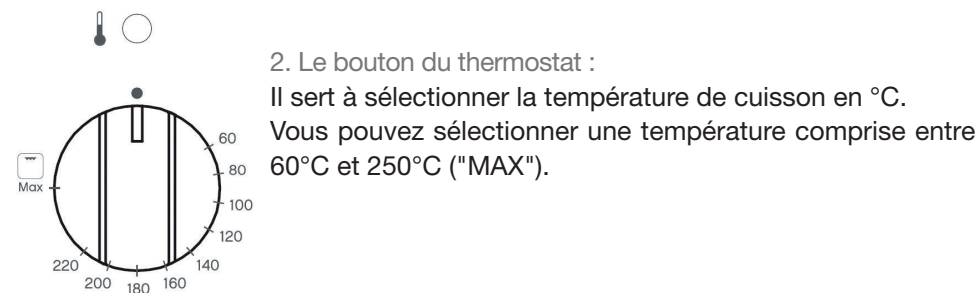 2. Le bouton du thermostat :
Il sert à sélectionner la température de cuisson en °C.
Vous pouvez sélectionner une température comprise entre
60°C et 250°C ("MAX").
60
80
100
120
140
160
180
200
220
Max